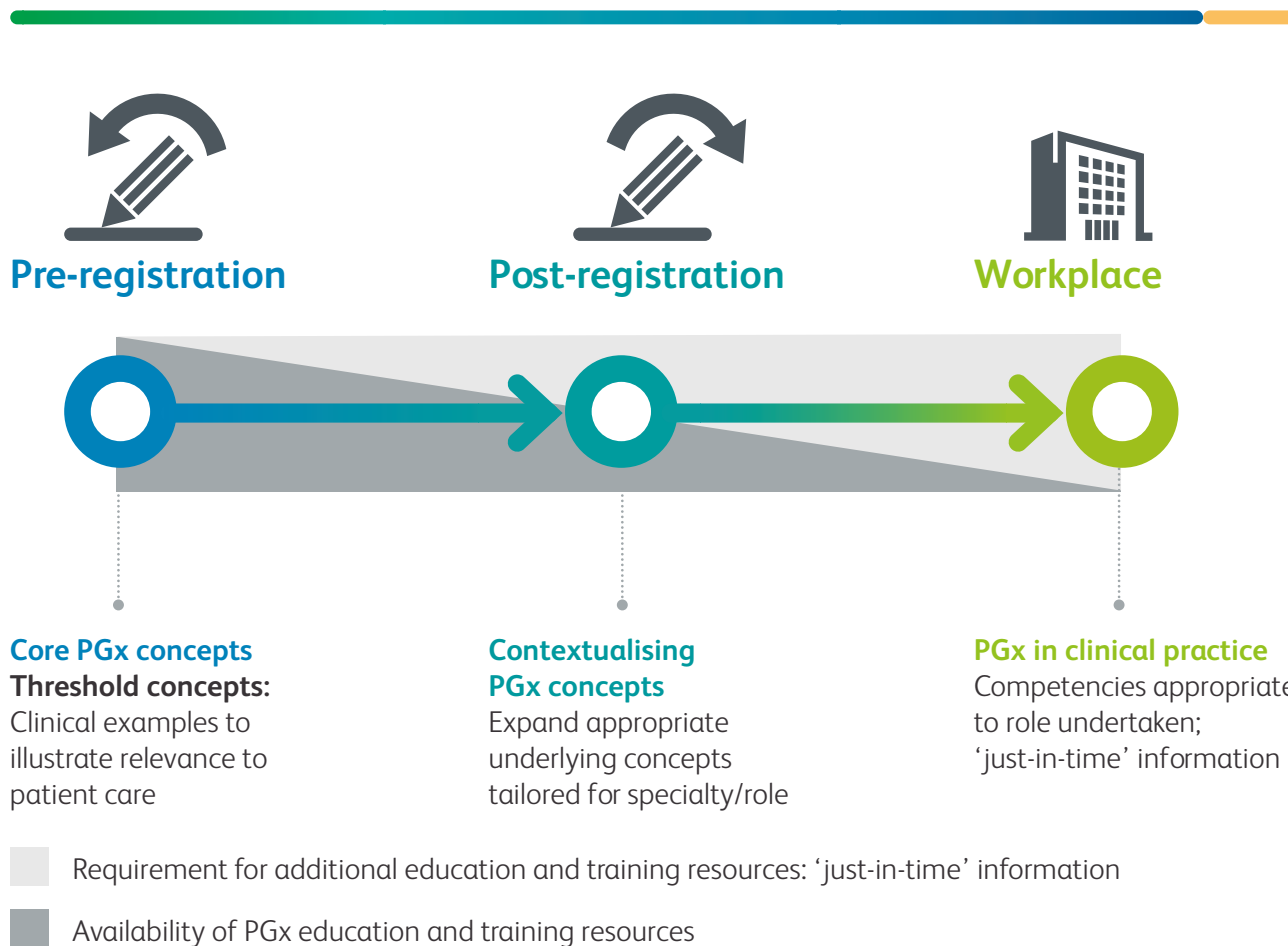 Pre-registration
Post-registration
Workplace
Core PGx concepts
Threshold concepts:
Clinical examples to
illustrate relevance to
patient care
Contextualising
PGx concepts
Expand appropriate
underlying concepts
tailored for specialty/role
PGx in clinical practice
Competencies appropriate
to role undertaken;
‘just-in-time’ information
Requirement for additional education and training resources: ‘just-in-time’ information
Availability of PGx education and training resources